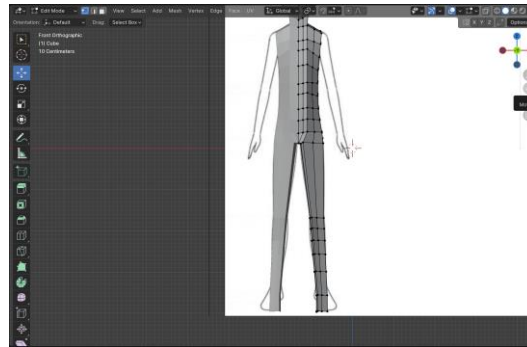 Edit Mode View Select Add Mesh Vertex Edge Face UV Global
Orientation: Default Drag: Select Box X Y Z Options
Front Orthographic
(1) Cube
10 Centimeters